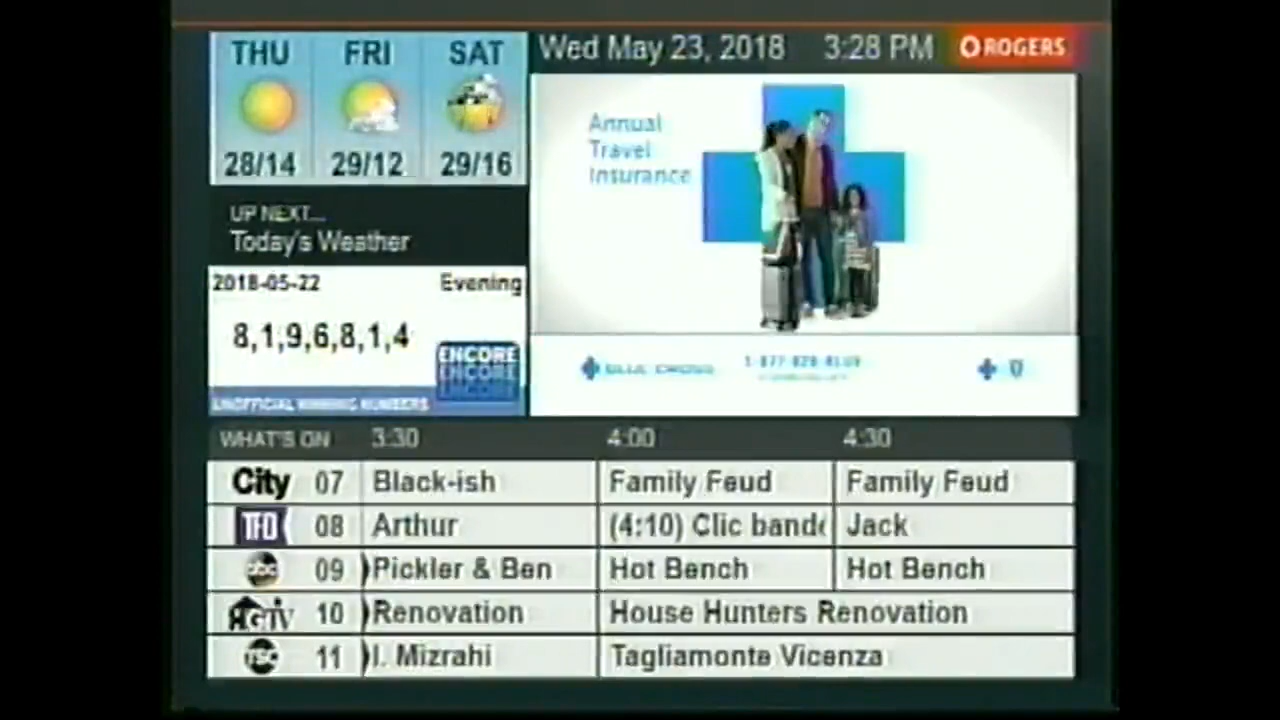 THU FRI SAT
28/14 29/12 29/16
Wed May 23, 2018 3:28 PM ROGERS
Annual
Travel
Insurance
UP NEXT...
Today's Weather
2018-05-22 Evening
8,1,9,6,8,1,4
ENCORE
ENCORE
UNOFFICIAL WINNING NUMBERS
BLUE CROSS
WHAT'S ON 3:30 4:00 4:30
City 07 Black-ish Family Feud Family Feud
TFO 08 Arthur (4:10) Clic band Jack
abc 09 Pickler & Ben Hot Bench Hot Bench
HGTV 10 Renovation House Hunters Renovation
TSC 11 I. Mizrahi Tagliamonte Vicenza